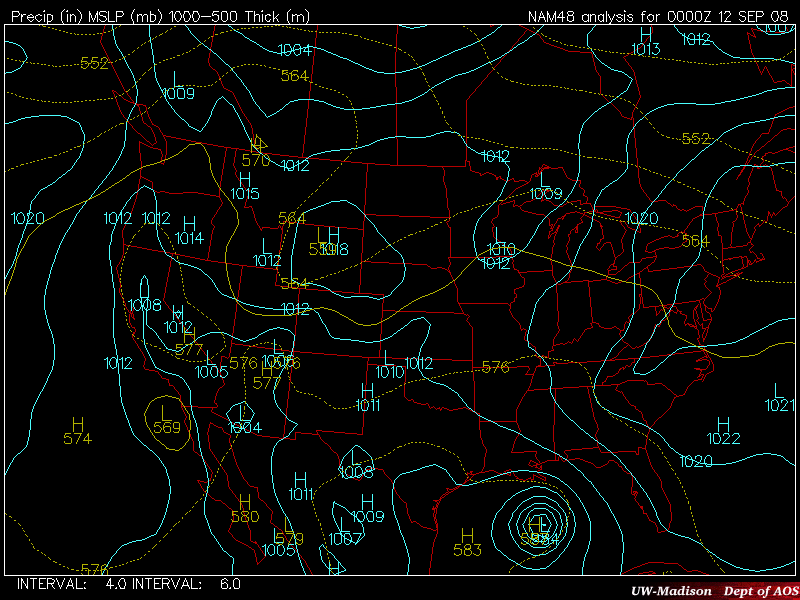 Precip (in) MSLP (mb) 1000–500 Thick (m) NAM48 analysis for 0000Z 12 SEP 08
H 1013 1012 100
1004
552 564
L 1009
552
H 570 1012 1012
H 1015 L 1009
1020 1012 1012 564 1020
H 1014 H 1018 L 1010 564
L 1012 1012
564
L 1008 1012
H 1012
H 577
1012 L 1005 576 L L 1010 1012 576
H 577
H 1011 L 1021
L 569 L 1004
H 574 H 1022
L 1008 1020
H 1011
H 580 H 1009
L 1007 L
L 1005 579 H 583
576 H
INTERVAL: 4.0 INTERVAL: 6.0
UW-Madison Dept of AOS